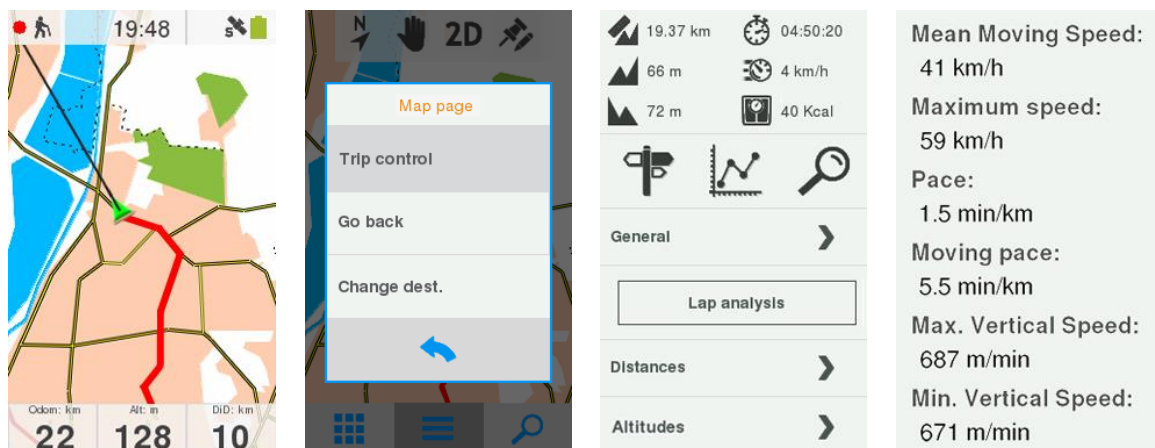 19:48
S
Odom: km
Alt: m
DiD: km
22
128
10
N
2D
Map page
Trip control
Go back
Change dest.
19.37 km
04:50:20
66 m
4 km/h
72 m
40 Kcal
General
Lap analysis
Distances
Altitudes
Mean Moving Speed:
41 km/h
Maximum speed:
59 km/h
Pace:
1.5 min/km
Moving pace:
5.5 min/km
Max. Vertical Speed:
687 m/min
Min. Vertical Speed:
671 m/min